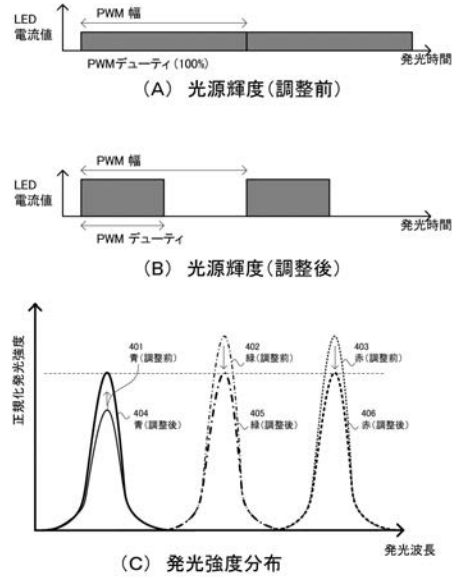 LED
電流値
PWM 幅
PWMデューティ(100%)
発光時間
(A) 光源輝度(調整前)
PWM 幅
LED
電流値
PWM デューティ
発光時間
(B) 光源輝度(調整後)
正規化発光強度
401
青(調整前)
404
青(調整後)
402
緑(調整前)
405
緑(調整後)
403
赤(調整前)
406
赤(調整後)
発光波長
(C) 発光強度分布